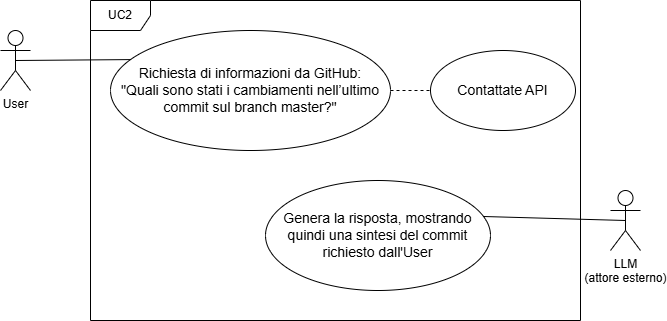 UC2
Richiesta di informazioni da GitHub:
"Quali sono stati i cambiamenti nell'ultimo
commit sul branch master?"
Contattate API
User
Genera la risposta, mostrando
quindi una sintesi del commit
richiesto dall'User
LLM
(attore esterno)